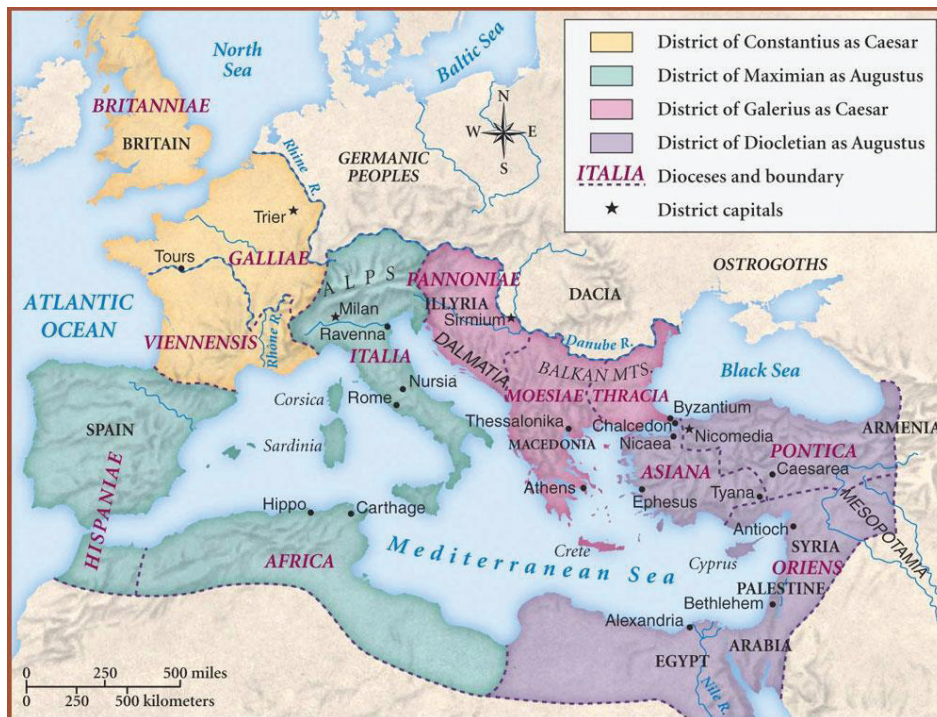 North
Sea
Baltic Sea
BRITANNIAE
BRITAIN
Rhine R.
GERMANIC
PEOPLES
N
W
E
S
District of Constantius as Caesar
District of Maximian as Augustus
District of Galerius as Caesar
District of Diocletian as Augustus
ITALIA Dioceses and boundary
District capitals
Trier
Tours
GALLIAE
ATLANTIC
OCEAN
VIENNENSIS
Rhône R.
ALPS
Milan
Ravenna
ITALIA
PANNONIAE
ILLYRIA
Sirmium
DACIA
OSTROGOTHS
Danube R.
DALMATIA
BALKAN MTS.
Black Sea
Corsica
Nursia
Rome
MOESIAE
THRACIA
Byzantium
Thessalonika
Chalcedon
MACEDONIA
Nicaea
Nicomedia
ARMENIA
SPAIN
Sardinia
PONTICA
Caesarea
ASIANA
Athens
Ephesus
Tyana
HISPANIAE
Hippo
Carthage
Antioch
MESOPOTAMIA
AFRICA
Mediterranean Sea
Crete
Cyprus
SYRIA
ORIENS
PALESTINE
Bethlehem
Alexandria
ARABIA
EGYPT
Nile R.
0 250 500 miles
0 250 500 kilometers